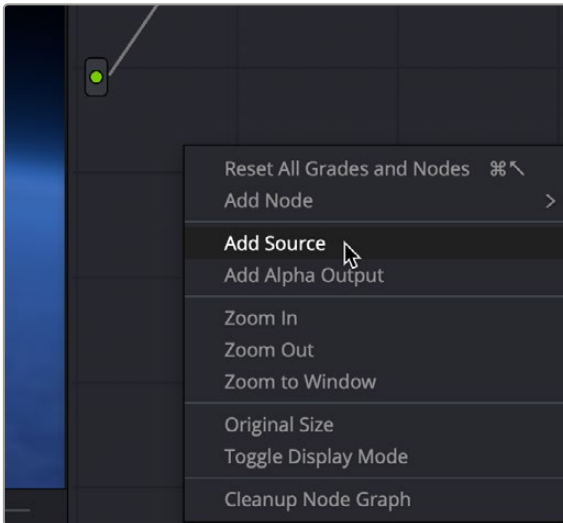 Reset All Grades and Nodes ⌘↖
Add Node >
Add Source
Add Alpha Output
Zoom In
Zoom Out
Zoom to Window
Original Size
Toggle Display Mode
Cleanup Node Graph